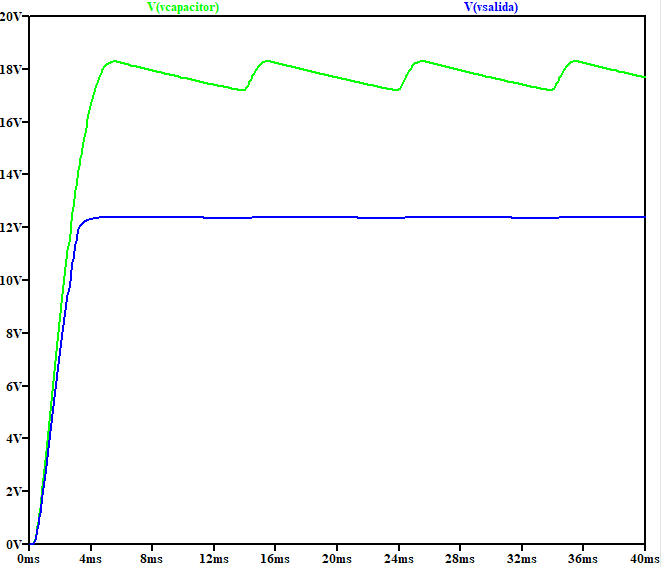 V(vcapacitor) V(vsalida)
20V
18V
16V
14V
12V
10V
8V
6V
4V
2V
0V
0ms 4ms 8ms 12ms 16ms 20ms 24ms 28ms 32ms 36ms 40ms